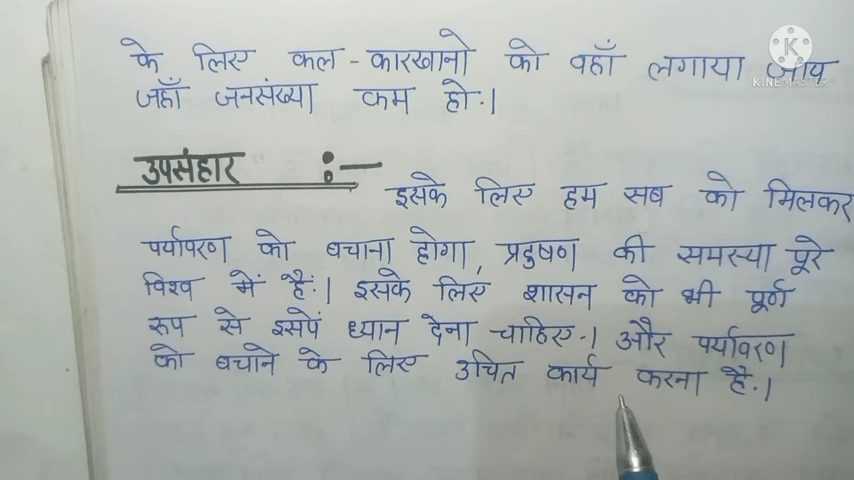 के लिए कल - कारखानो को वहाँ लगाया जाय
जहाँ जनसंख्या कम हो.।
उपसंहार :-
इसके लिए हम सब को मिलकर
पर्यावरण को बचाना होगा, प्रदुषण की समस्या पूरे
विश्व में हैं.। इसके लिए शासन को भी पूर्ण
रूप से इसपें ध्यान देना चाहिए.। और पर्यावरण
को बचाने के लिए उचित कार्य करना है.।
K
KINEMASTER